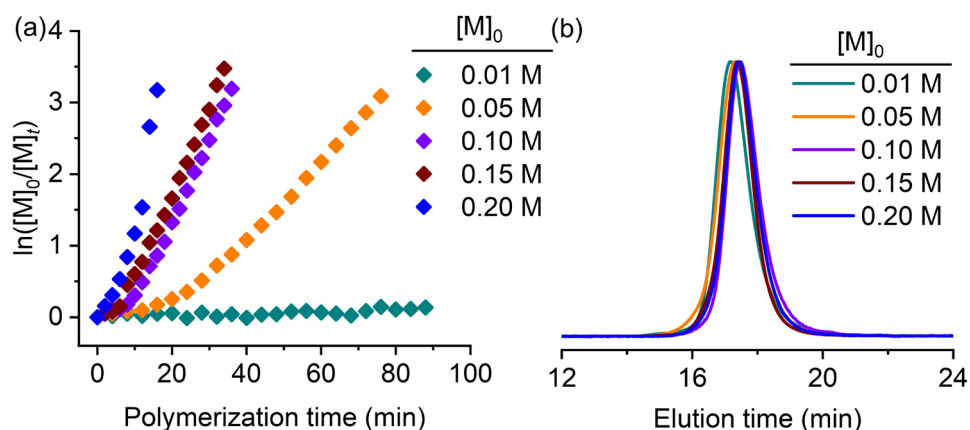 (a)
ln([M]0/[M]t)
4
3
2
1
0
0 20 40 60 80 100
Polymerization time (min)
[M]0
0.01 M
0.05 M
0.10 M
0.15 M
0.20 M
(b)
[M]0
0.01 M
0.05 M
0.10 M
0.15 M
0.20 M
12 16 20 24
Elution time (min)